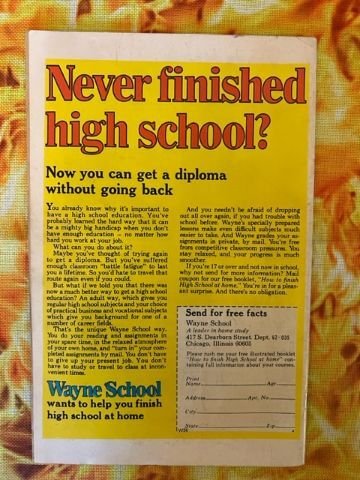 Never finished
high school?
Now you can get a diploma
without going back
You already know why it's important to
have a high school education. You've
probably learned the hard way that it can
be a mighty big handicap when you don't
have enough education – no matter how
hard you work at your job.
What can you do about it?
Maybe you've thought of trying again
to get a diploma. But you've suffered
enough classroom "battle fatigue" to last
you a lifetime. So you'd hate to travel that
route again even if you could.
But what if we told you that there was
now a much better way to get a high school
education? An adult way, which gives you
regular high school subjects and your choice
of practical business and vocational subjects
which give you background for one of a
number of career fields.
That's the unique Wayne School way.
You do your reading and assignments in
your spare time, in the relaxed atmosphere
of your own home, and "turn in" your com-
pleted assignments by mail. You don't have
to give up your present job. You don't
have to study or travel to class at incon-
venient times.
Wayne School
wants to help you finish
high school at home
And you needn't be afraid of dropping
out all over again, if you had trouble with
school before. Wayne's specially prepared
lessons make even difficult subjects much
easier to take. And Wayne grades your as-
signments in private, by mail. You're free
from competitive classroom pressures. You
stay relaxed, and your progress is much
smoother.
If you're 17 or over and not now in school,
why not send for more information? Mail
coupon for our free booklet, "How to finish
High School at home." You're in for a pleas-
ant surprise. And there's no obligation.
Send for free facts
Wayne School
A leader in home study
417 S. Dearborn Street, Dept. 62-036
Chicago, Illinois 60605
Please rush me your free illustrated booklet
"How to finish High School at home" con-
taining full information about your courses.
Print
Name Age
Address Apt. No.
City
State Zip